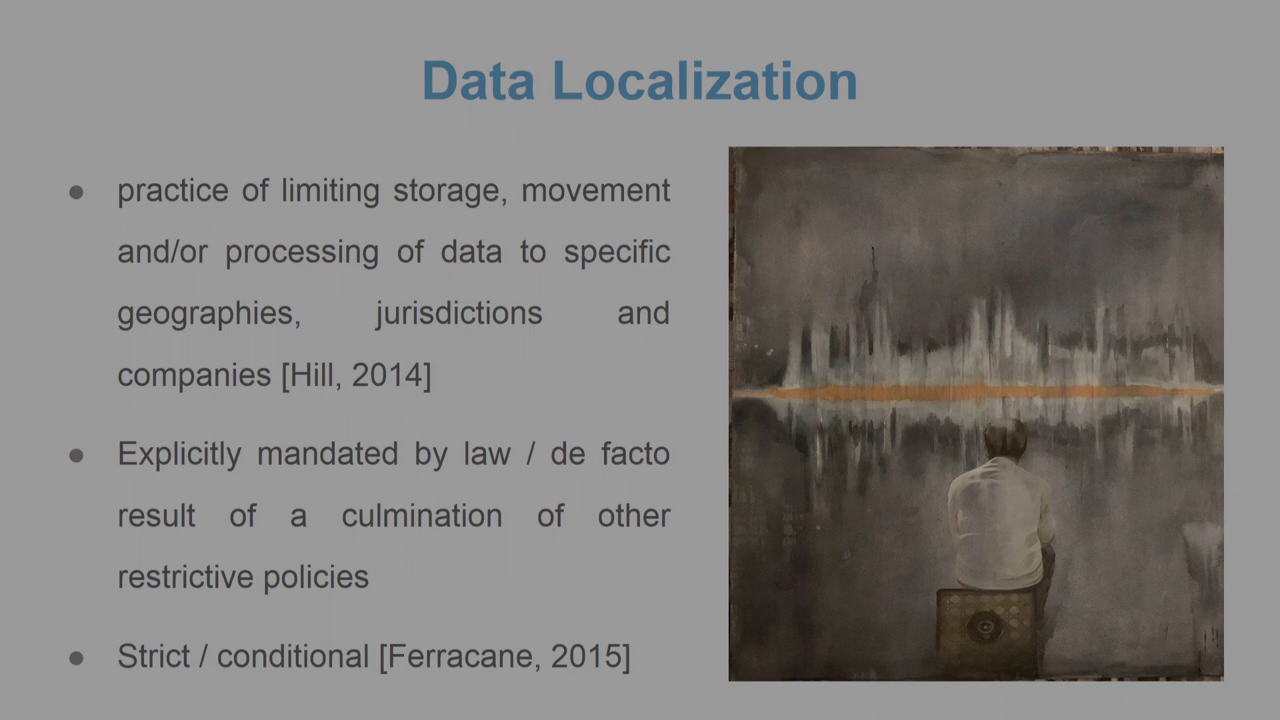 Data Localization
● practice of limiting storage, movement
and/or processing of data to specific
geographies, jurisdictions and
companies [Hill, 2014]
● Explicitly mandated by law / de facto
result of a culmination of other
restrictive policies
● Strict / conditional [Ferracane, 2015]